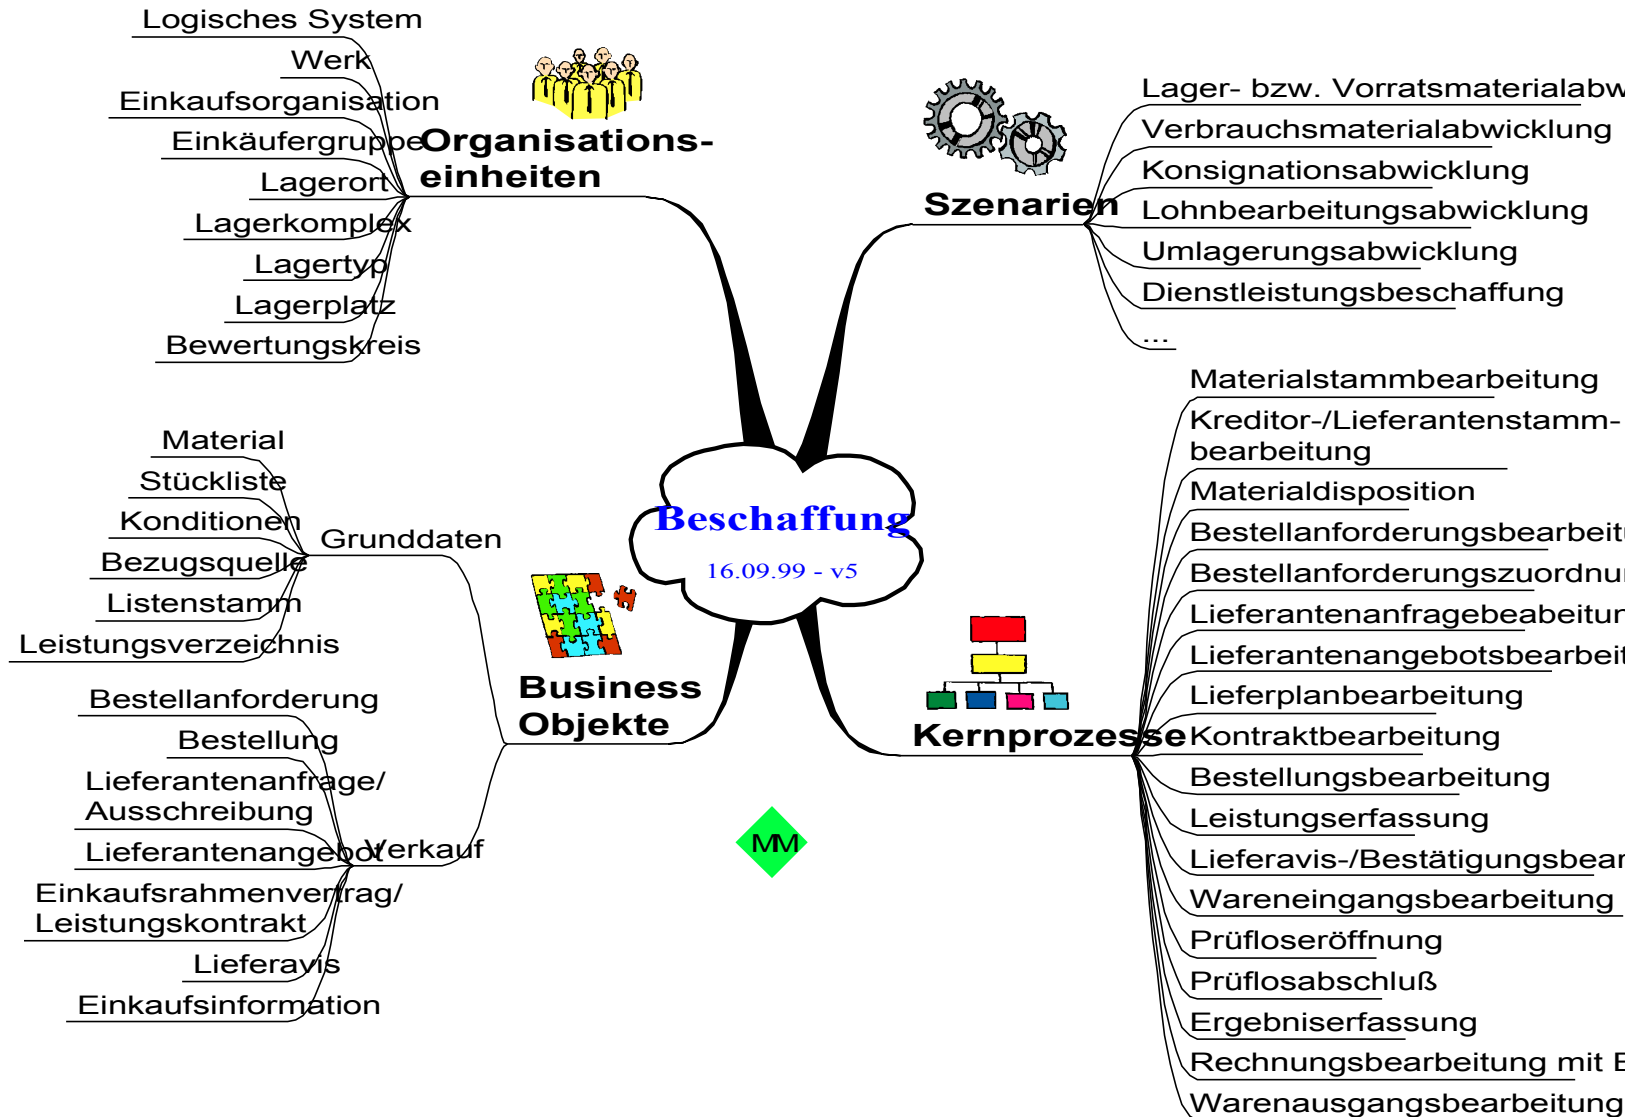 Logisches System
Werk
Einkaufsorganisation
Einkäufergruppe
Lagerort
Lagerkomplex
Lagertyp
Lagerplatz
Bewertungskreis
Organisations-
einheiten
Szenarien
Lager- bzw. Vorratsmaterialabw
Verbrauchsmaterialabwicklung
Konsignationsabwicklung
Lohnbearbeitungsabwicklung
Umlagerungsabwicklung
Dienstleistungsbeschaffung
...
Beschaffung
16.09.99 - v5
Material
Stückliste
Konditionen
Bezugsquelle
Listenstamm
Leistungsverzeichnis
Grunddaten
Business
Objekte
Bestellanforderung
Bestellung
Lieferantenanfrage/
Ausschreibung
Lieferantenangebot
Einkaufsrahmenvertrag/
Leistungskontrakt
Lieferavis
Einkaufsinformation
Verkauf
MM
Kernprozesse
Materialstammbearbeitung
Kreditor-/Lieferantenstamm-
bearbeitung
Materialdisposition
Bestellanforderungsbearbeitu
Bestellanforderungszuordnun
Lieferantenanfragebeabeitun
Lieferantenangebotsbearbeit
Lieferplanbearbeitung
Kontraktbearbeitung
Bestellungsbearbeitung
Leistungserfassung
Lieferavis-/Bestätigungsbear
Wareneingangsbearbeitung
Prüfloseröffnung
Prüflosabschluß
Ergebniserfassung
Rechnungsbearbeitung mit B
Warenausgangsbearbeitung